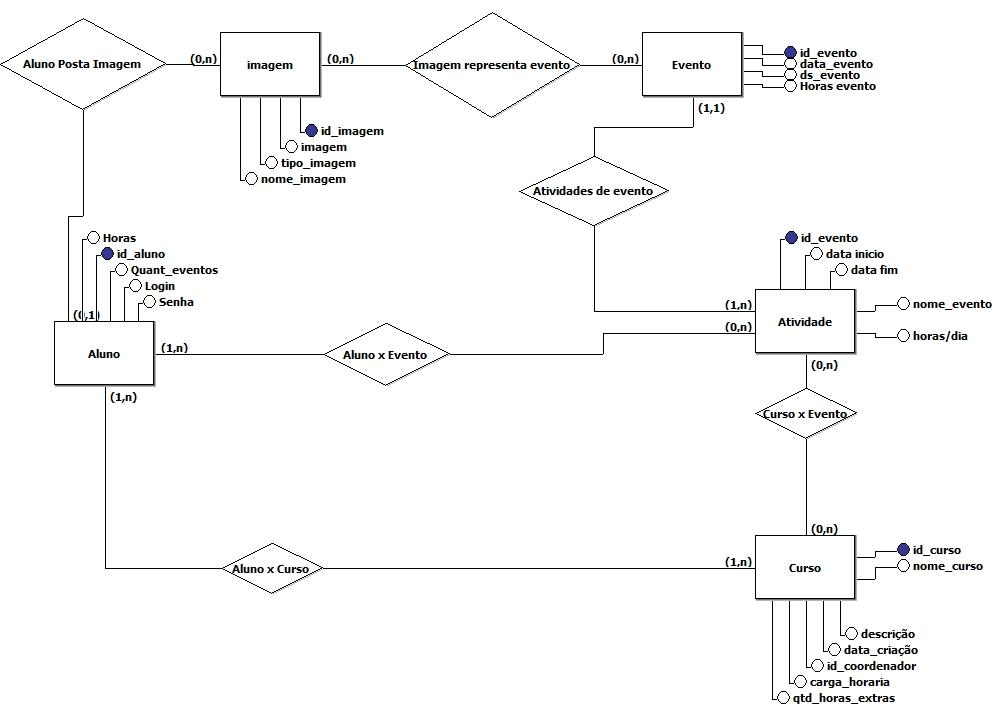 Aluno Posta Imagem
(0,n)
imagem
(0,n)
Imagem representa evento
(0,n)
Evento
id_evento
data_evento
ds_evento
Horas evento
(1,1)
id_imagem
imagem
tipo_imagem
nome_imagem
Atividades de evento
Horas
id_aluno
Quant_eventos
Login
Senha
(0,1)
Aluno
(1,n)
(1,n)
Aluno x Evento
id_evento
data inicio
data fim
nome_evento
horas/dia
(1,n)
(0,n)
Atividade
(0,n)
Curso x Evento
(0,n)
Aluno x Curso
(1,n)
Curso
id_curso
nome_curso
descrição
data_criação
id_coordenador
carga_horaria
qtd_horas_extras